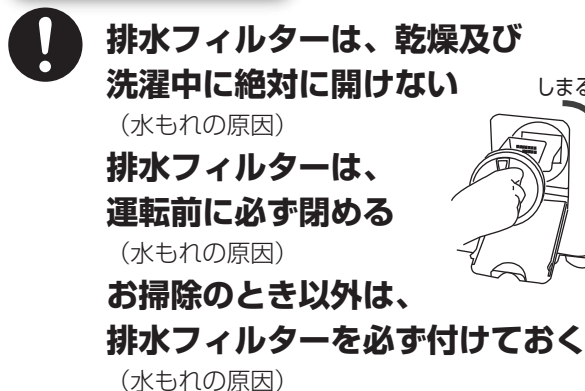 排水フィルターは、乾燥及び
洗濯中に絶対に開けない
（水もれの原因）
しまる
排水フィルターは、
運転前に必ず閉める
（水もれの原因）
お掃除のとき以外は、
排水フィルターを必ず付けておく
（水もれの原因）